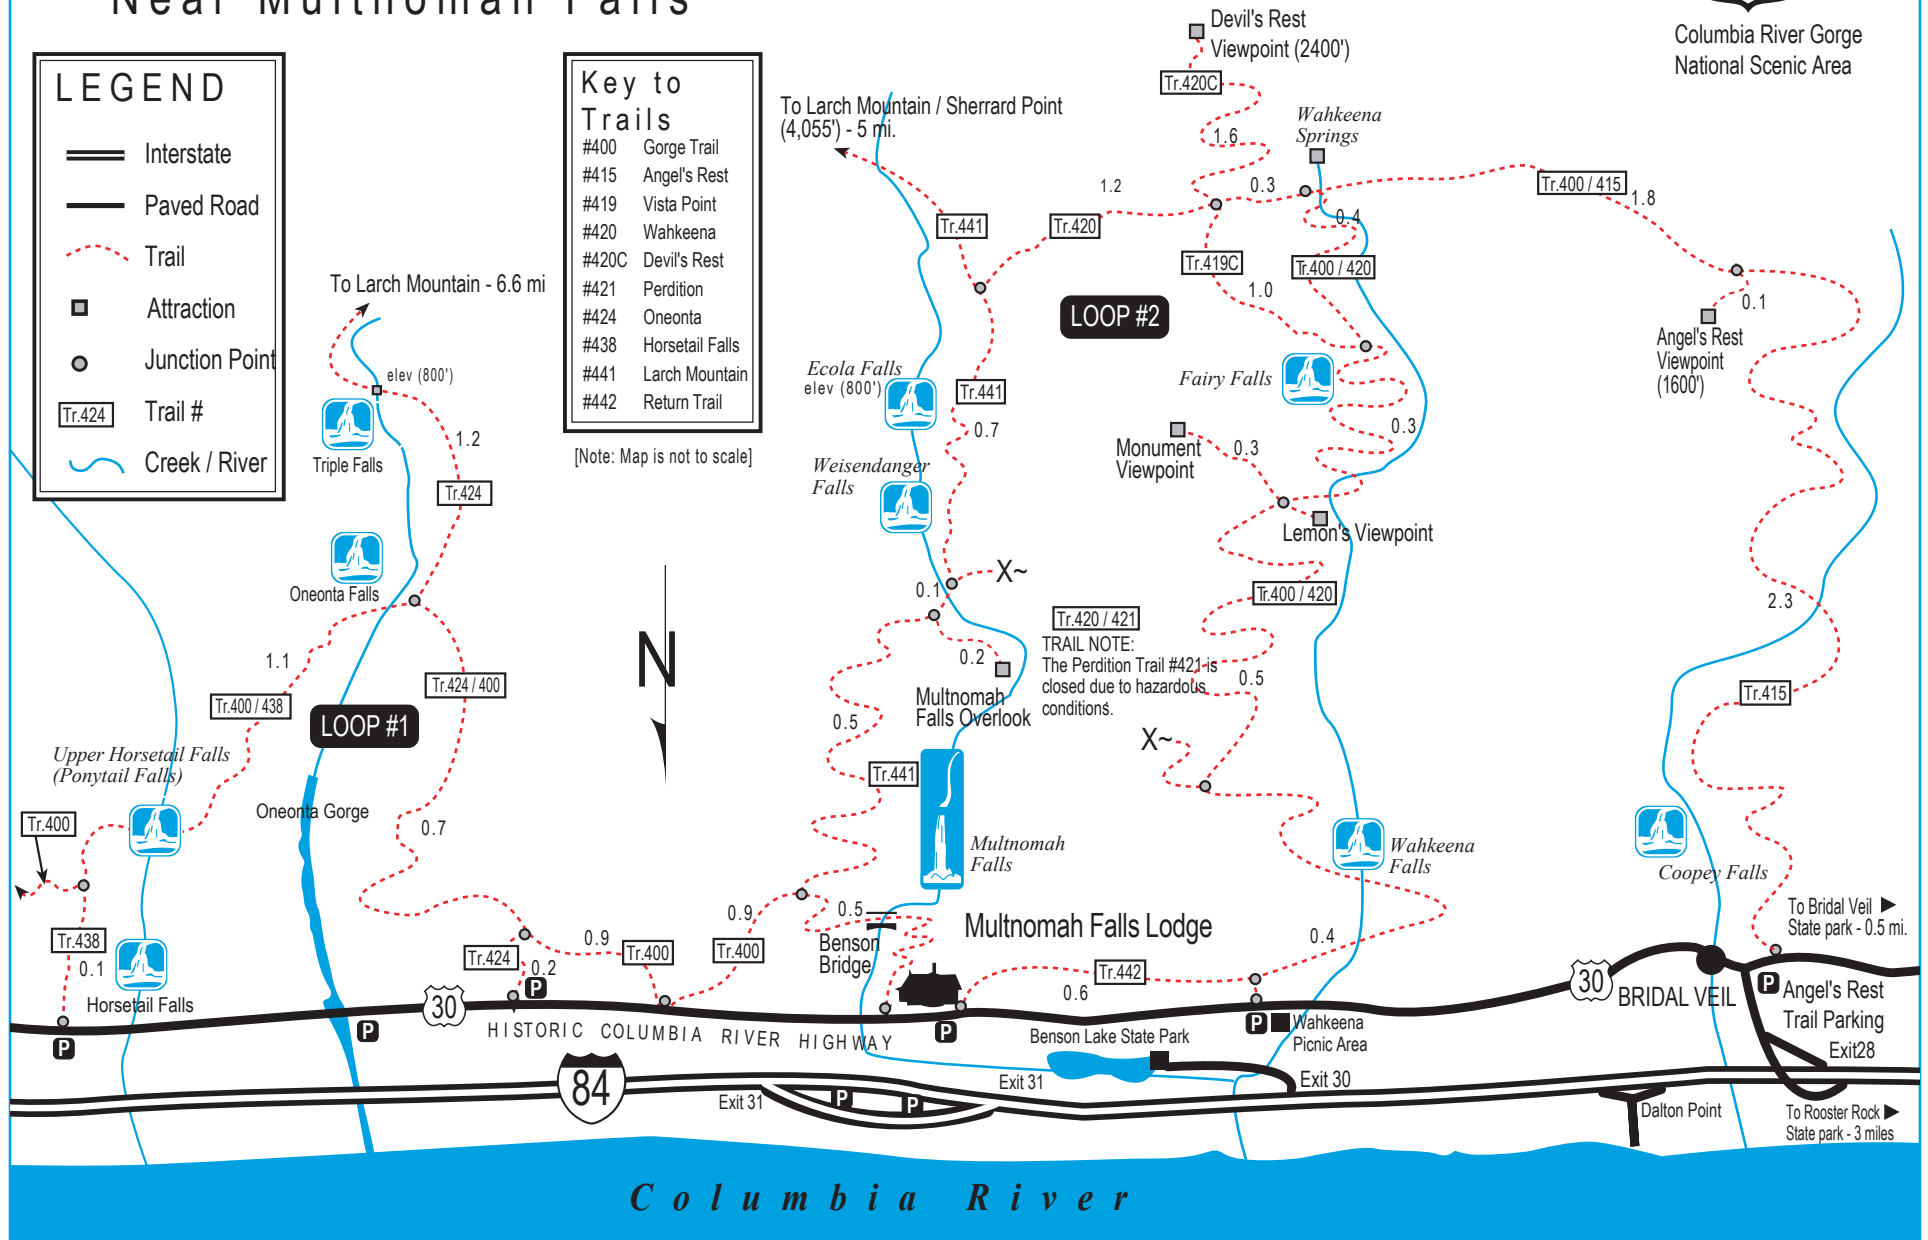 Near Multnomah Falls
Columbia River Gorge
National Scenic Area
LEGEND
Interstate
Paved Road
Trail
Attraction
Junction Point
Tr.424
Trail #
Creek / River
Key to
Trails
#400 Gorge Trail
#415 Angel's Rest
#419 Vista Point
#420 Wahkeena
#420C Devil's Rest
#421 Perdition
#424 Oneonta
#438 Horsetail Falls
#441 Larch Mountain
#442 Return Trail
[Note: Map is not to scale]
Devil's Rest
Viewpoint (2400')
Tr.420C
1.6
To Larch Mountain / Sherrard Point
(4,055') - 5 mi.
Wahkeena
Springs
1.2
0.3
Tr.400 / 415
1.8
0.4
Tr.441
Tr.420
Tr.419C
Tr.400 / 420
1.0
0.1
Angel's Rest
Viewpoint
(1600')
LOOP #2
To Larch Mountain - 6.6 mi
elev (800')
Triple Falls
1.2
Tr.424
Ecola Falls
elev (800')
Tr.441
0.7
Fairy Falls
0.3
Monument
Viewpoint
0.3
Weisendanger
Falls
Lemon's Viewpoint
Oneonta Falls
X~
0.1
Tr.400 / 420
2.3
Tr.420 / 421
TRAIL NOTE:
The Perdition Trail #421 is
closed due to hazardous
conditions.
N
0.2
Multnomah
Falls Overlook
0.5
1.1
Tr.424 / 400
Tr.400 / 438
LOOP #1
Tr.415
0.5
X~
Upper Horsetail Falls
(Ponytail Falls)
Tr.441
Oneonta Gorge
Tr.400
0.7
Multnomah
Falls
Wahkeena
Falls
Coopey Falls
0.9
0.5
Multnomah Falls Lodge
To Bridal Veil
State park - 0.5 mi.
Tr.438
0.1
Tr.424
0.2
0.9
Tr.400
Tr.400
Benson
Bridge
0.4
Tr.442
0.6
Horsetail Falls
P
30
30
BRIDAL VEIL
P
Angel's Rest
Trail Parking
Exit28
P
P
HISTORIC COLUMBIA RIVER HIGHWAY
P
Benson Lake State Park
P
Wahkeena
Picnic Area
84
Exit 31
P
P
Exit 31
Exit 30
Dalton Point
To Rooster Rock
State park - 3 miles
Columbia River